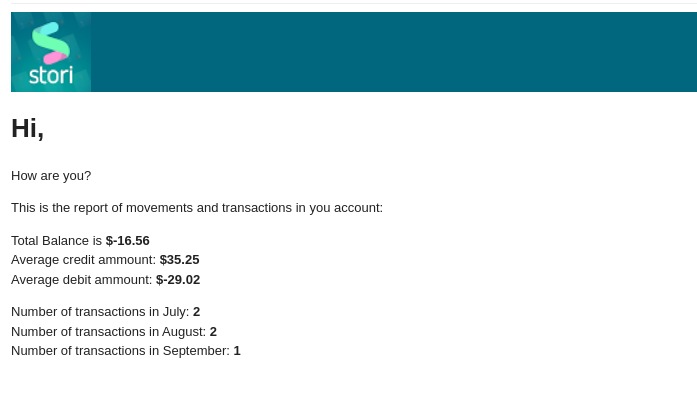 stori
Hi,
How are you?
This is the report of movements and transactions in you account:
Total Balance is $-16.56
Average credit ammount: $35.25
Average debit ammount: $-29.02
Number of transactions in July: 2
Number of transactions in August: 2
Number of transactions in September: 1